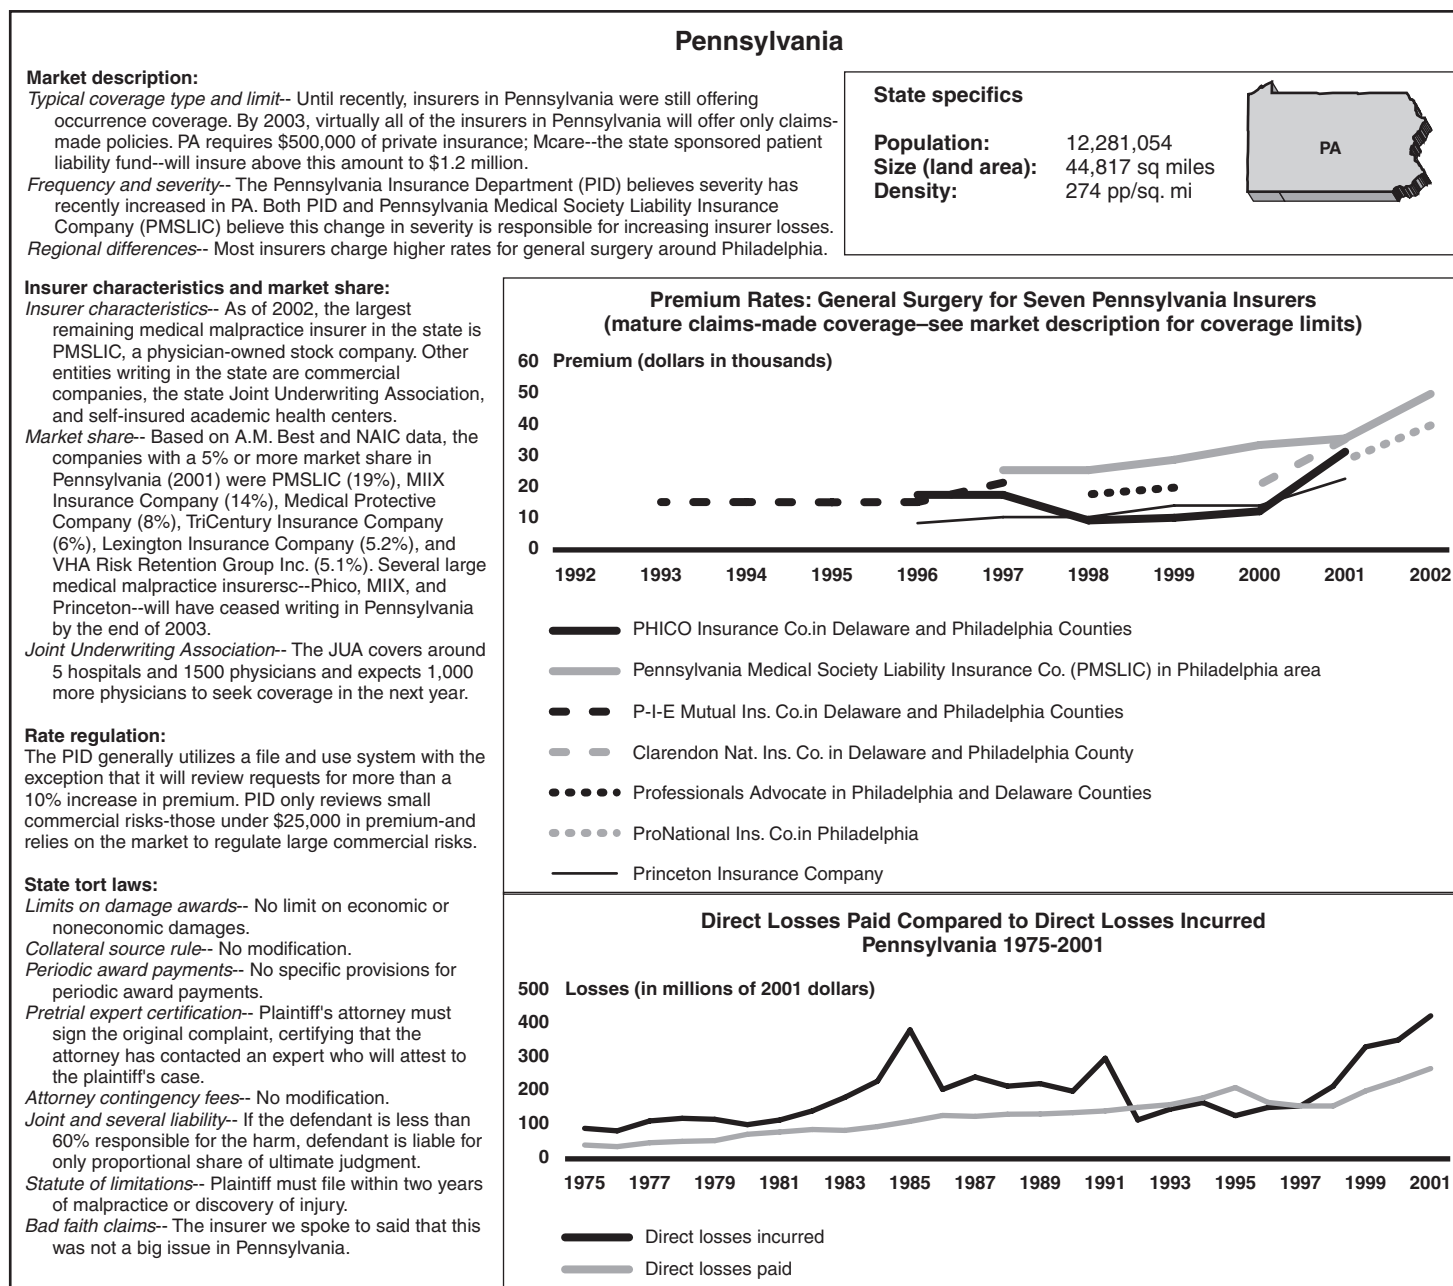 Pennsylvania
Market description:
Typical coverage type and limit-- Until recently, insurers in Pennsylvania were still offering
occurrence coverage. By 2003, virtually all of the insurers in Pennsylvania will offer only claims-
made policies. PA requires $500,000 of private insurance; Mcare--the state sponsored patient
liability fund--will insure above this amount to $1.2 million.
Frequency and severity-- The Pennsylvania Insurance Department (PID) believes severity has
recently increased in PA. Both PID and Pennsylvania Medical Society Liability Insurance
Company (PMSLIC) believe this change in severity is responsible for increasing insurer losses.
Regional differences-- Most insurers charge higher rates for general surgery around Philadelphia.
State specifics
Population: 12,281,054
Size (land area): 44,817 sq miles
Density: 274 pp/sq. mi
PA
Insurer characteristics and market share:
Insurer characteristics-- As of 2002, the largest
remaining medical malpractice insurer in the state is
PMSLIC, a physician-owned stock company. Other
entities writing in the state are commercial
companies, the state Joint Underwriting Association,
and self-insured academic health centers.
Market share-- Based on A.M. Best and NAIC data, the
companies with a 5% or more market share in
Pennsylvania (2001) were PMSLIC (19%), MIIX
Insurance Company (14%), Medical Protective
Company (8%), TriCentury Insurance Company
(6%), Lexington Insurance Company (5.2%), and
VHA Risk Retention Group Inc. (5.1%). Several large
medical malpractice insurersc--Phico, MIIX, and
Princeton--will have ceased writing in Pennsylvania
by the end of 2003.
Joint Underwriting Association-- The JUA covers around
5 hospitals and 1500 physicians and expects 1,000
more physicians to seek coverage in the next year.
Rate regulation:
The PID generally utilizes a file and use system with the
exception that it will review requests for more than a
10% increase in premium. PID only reviews small
commercial risks-those under $25,000 in premium-and
relies on the market to regulate large commercial risks.
State tort laws:
Limits on damage awards-- No limit on economic or
noneconomic damages.
Collateral source rule-- No modification.
Periodic award payments-- No specific provisions for
periodic award payments.
Pretrial expert certification-- Plaintiff's attorney must
sign the original complaint, certifying that the
attorney has contacted an expert who will attest to
the plaintiff's case.
Attorney contingency fees-- No modification.
Joint and several liability-- If the defendant is less than
60% responsible for the harm, defendant is liable for
only proportional share of ultimate judgment.
Statute of limitations-- Plaintiff must file within two years
of malpractice or discovery of injury.
Bad faith claims-- The insurer we spoke to said that this
was not a big issue in Pennsylvania.
Premium Rates: General Surgery for Seven Pennsylvania Insurers
(mature claims-made coverage–see market description for coverage limits)
60 Premium (dollars in thousands)
50
40
30
20
10
0
1992 1993 1994 1995 1996 1997 1998 1999 2000 2001 2002
PHICO Insurance Co.in Delaware and Philadelphia Counties
Pennsylvania Medical Society Liability Insurance Co. (PMSLIC) in Philadelphia area
P-I-E Mutual Ins. Co.in Delaware and Philadelphia Counties
Clarendon Nat. Ins. Co. in Delaware and Philadelphia County
Professionals Advocate in Philadelphia and Delaware Counties
ProNational Ins. Co.in Philadelphia
Princeton Insurance Company
Direct Losses Paid Compared to Direct Losses Incurred
Pennsylvania 1975-2001
500 Losses (in millions of 2001 dollars)
400
300
200
100
0
1975 1977 1979 1981 1983 1985 1987 1989 1991 1993 1995 1997 1999 2001
Direct losses incurred
Direct losses paid